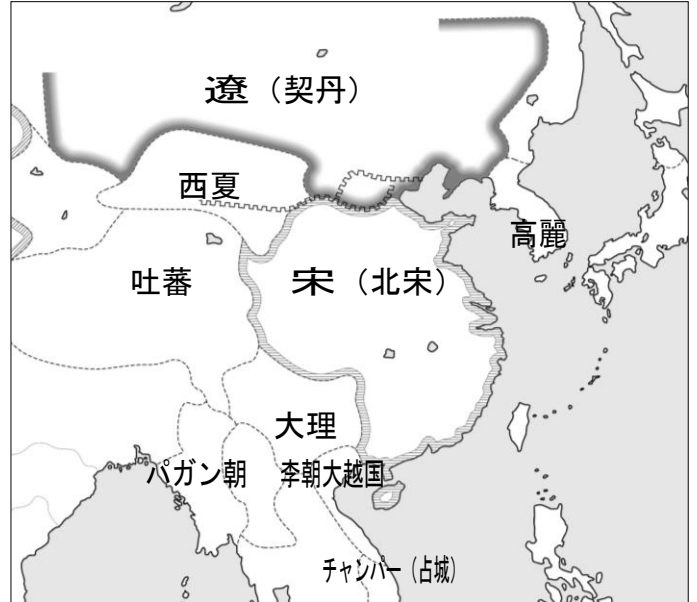 遼（契丹）
西夏
高麗
吐蕃
宋（北宋）
大理
パガン朝
李朝大越国
チャンパー（占城）